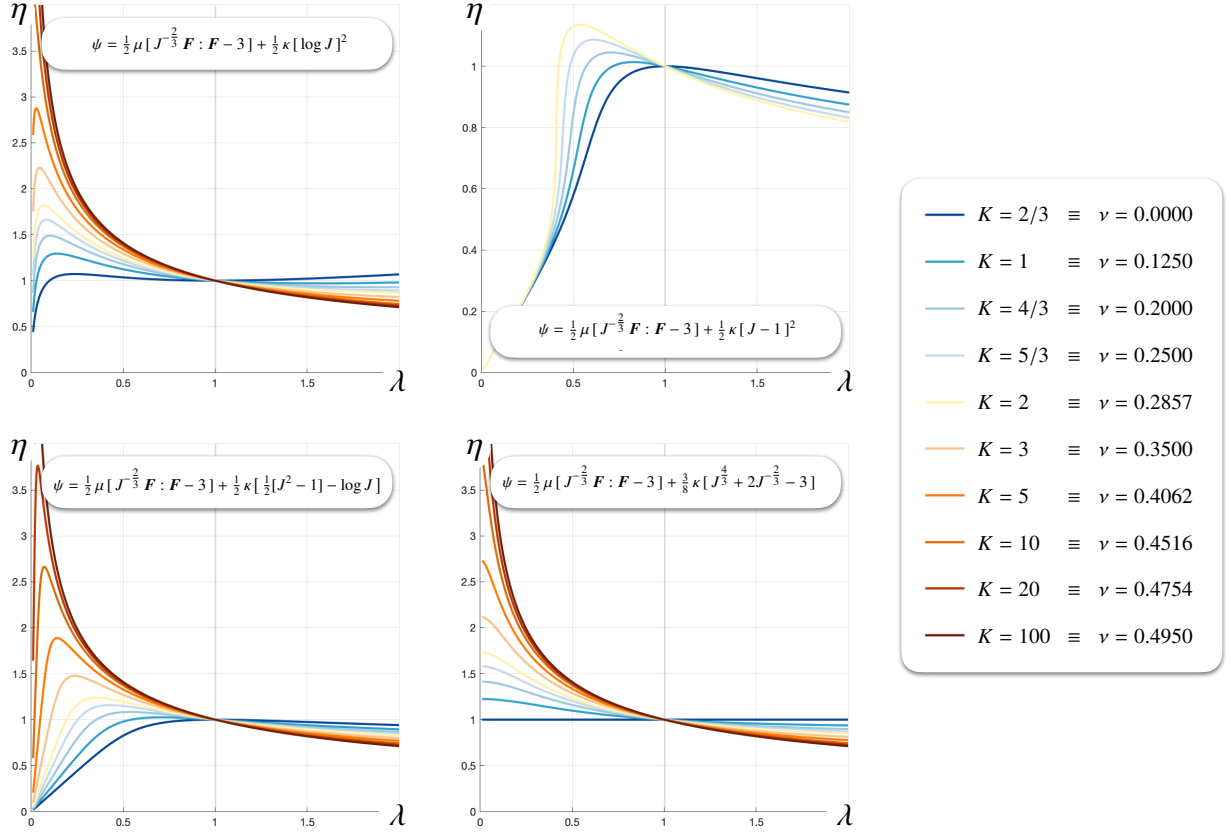 η
ψ = ½ μ [ J^{-2/3} F : F − 3 ] + ½ κ [ log J ]²
3.5
3
2.5
2
1.5
1
0.5
0
0 0.5 1 1.5 λ
η
1
0.8
0.6
0.4
0.2
0
ψ = ½ μ [ J^{-2/3} F : F − 3 ] + ½ κ [ J − 1 ]²
0 0.5 1 1.5 λ
η
ψ = ½ μ [ J^{-2/3} F : F − 3 ] + ½ κ [ ½ [J² − 1] − log J ]
3.5
3
2.5
2
1.5
1
0.5
0
0 0.5 1 1.5 λ
η
ψ = ½ μ [ J^{-2/3} F : F − 3 ] + ⅜ κ [ J^{4/3} + 2J^{-2/3} − 3 ]
3.5
3
2.5
2
1.5
1
0.5
0
0 0.5 1 1.5 λ
K = 2/3 ≡ ν = 0.0000
K = 1 ≡ ν = 0.1250
K = 4/3 ≡ ν = 0.2000
K = 5/3 ≡ ν = 0.2500
K = 2 ≡ ν = 0.2857
K = 3 ≡ ν = 0.3500
K = 5 ≡ ν = 0.4062
K = 10 ≡ ν = 0.4516
K = 20 ≡ ν = 0.4754
K = 100 ≡ ν = 0.4950